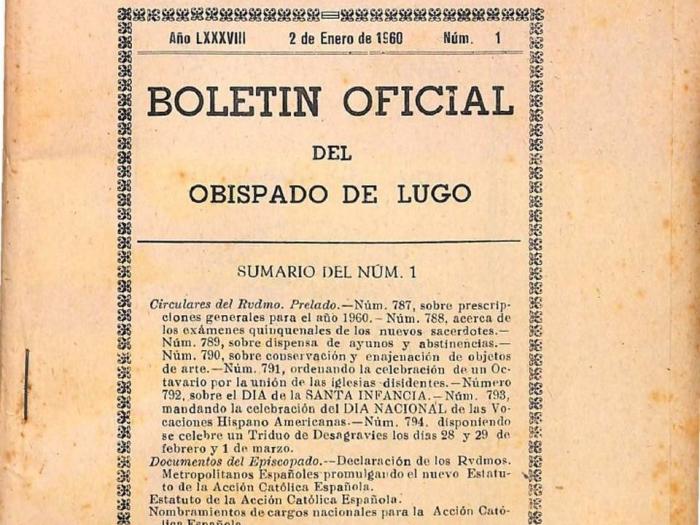 Año LXXXVIII 2 de Enero de 1960 Núm. 1
BOLETIN OFICIAL
DEL
OBISPADO DE LUGO
SUMARIO DEL NÚM. 1
Circulares del Rvdmo. Prelado.—Núm. 787, sobre prescrip-
ciones generales para el año 1960.—Núm. 788, acerca de
los exámenes quinquenales de los nuevos sacerdotes.—
Núm. 789, sobre dispensa de ayunos y abstinencias.—
Núm. 790, sobre conservación y enajenación de objetos
de arte.—Núm. 791, ordenando la celebración de un Oc-
tavario por la unión de las iglesias disidentes.—Número
792, sobre el DIA de la SANTA INFANCIA.—Núm. 793,
mandando la celebración del DIA NACIONAL de las Vo-
caciones Hispano Americanas.—Núm. 794. disponiendo
se celebre un Triduo de Desagravies los días 28 y 29 de
febrero y 1 de marzo.
Documentos del Episcopado.—Declaración de los Rvdmos.
Metropolitanos Españoles promulgando el nuevo Estatu-
to de la Acción Católica Española.
Estatuto de la Acción Católica Española.
Nombramientos de cargos nacionales para la Acción Cató-
lica Española